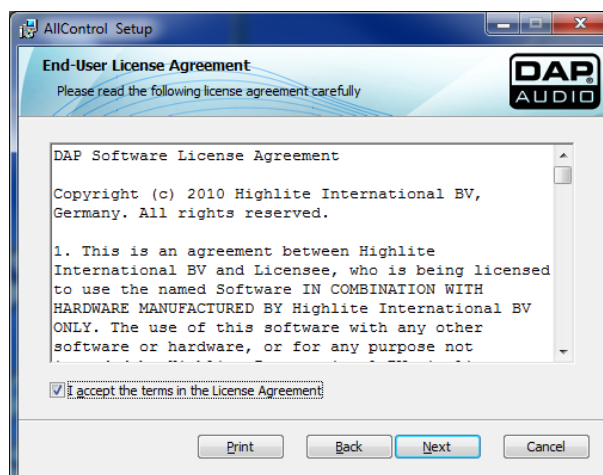 AllControl Setup
End-User License Agreement
Please read the following license agreement carefully
DAP
AUDIO
DAP Software License Agreement
Copyright (c) 2010 Highlite International BV,
Germany. All rights reserved.
1. This is an agreement between Highlite
International BV and Licensee, who is being licensed
to use the named Software IN COMBINATION WITH
HARDWARE MANUFACTURED BY Highlite International BV
ONLY. The use of this software with any other
software or hardware, or for any purpose not
I accept the terms in the License Agreement
Print
Back
Next
Cancel